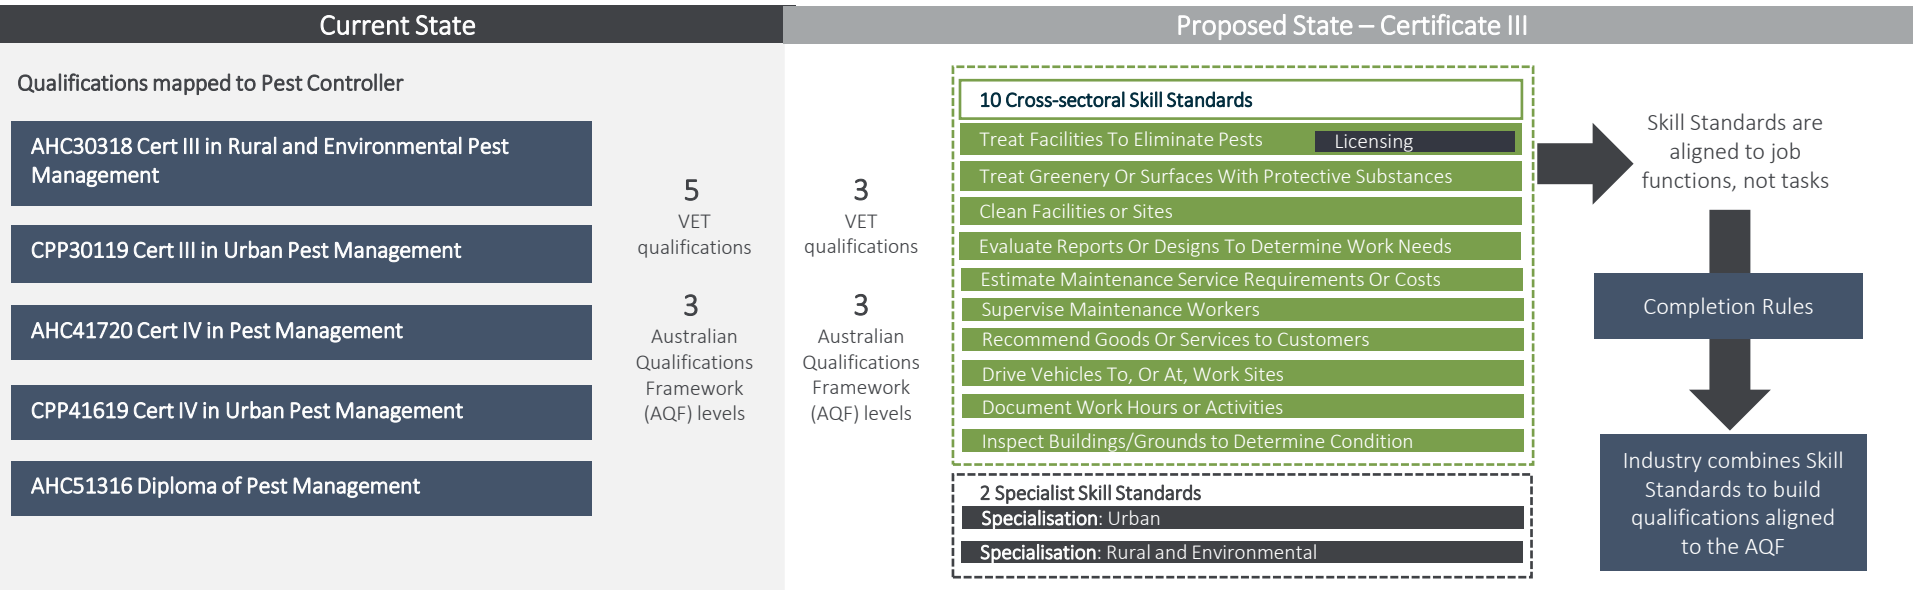 Current State
Proposed State – Certificate III
Qualifications mapped to Pest Controller
AHC30318 Cert III in Rural and Environmental Pest
Management
CPP30119 Cert III in Urban Pest Management
AHC41720 Cert IV in Pest Management
CPP41619 Cert IV in Urban Pest Management
AHC51316 Diploma of Pest Management
5
VET
qualifications
3
Australian
Qualifications
Framework
(AQF) levels
3
VET
qualifications
3
Australian
Qualifications
Framework
(AQF) levels
10 Cross-sectoral Skill Standards
Treat Facilities To Eliminate Pests
Licensing
Treat Greenery Or Surfaces With Protective Substances
Clean Facilities or Sites
Evaluate Reports Or Designs To Determine Work Needs
Estimate Maintenance Service Requirements Or Costs
Supervise Maintenance Workers
Recommend Goods Or Services to Customers
Drive Vehicles To, Or At, Work Sites
Document Work Hours or Activities
Inspect Buildings/Grounds to Determine Condition
2 Specialist Skill Standards
Specialisation: Urban
Specialisation: Rural and Environmental
Skill Standards are
aligned to job
functions, not tasks
Completion Rules
Industry combines Skill
Standards to build
qualifications aligned
to the AQF